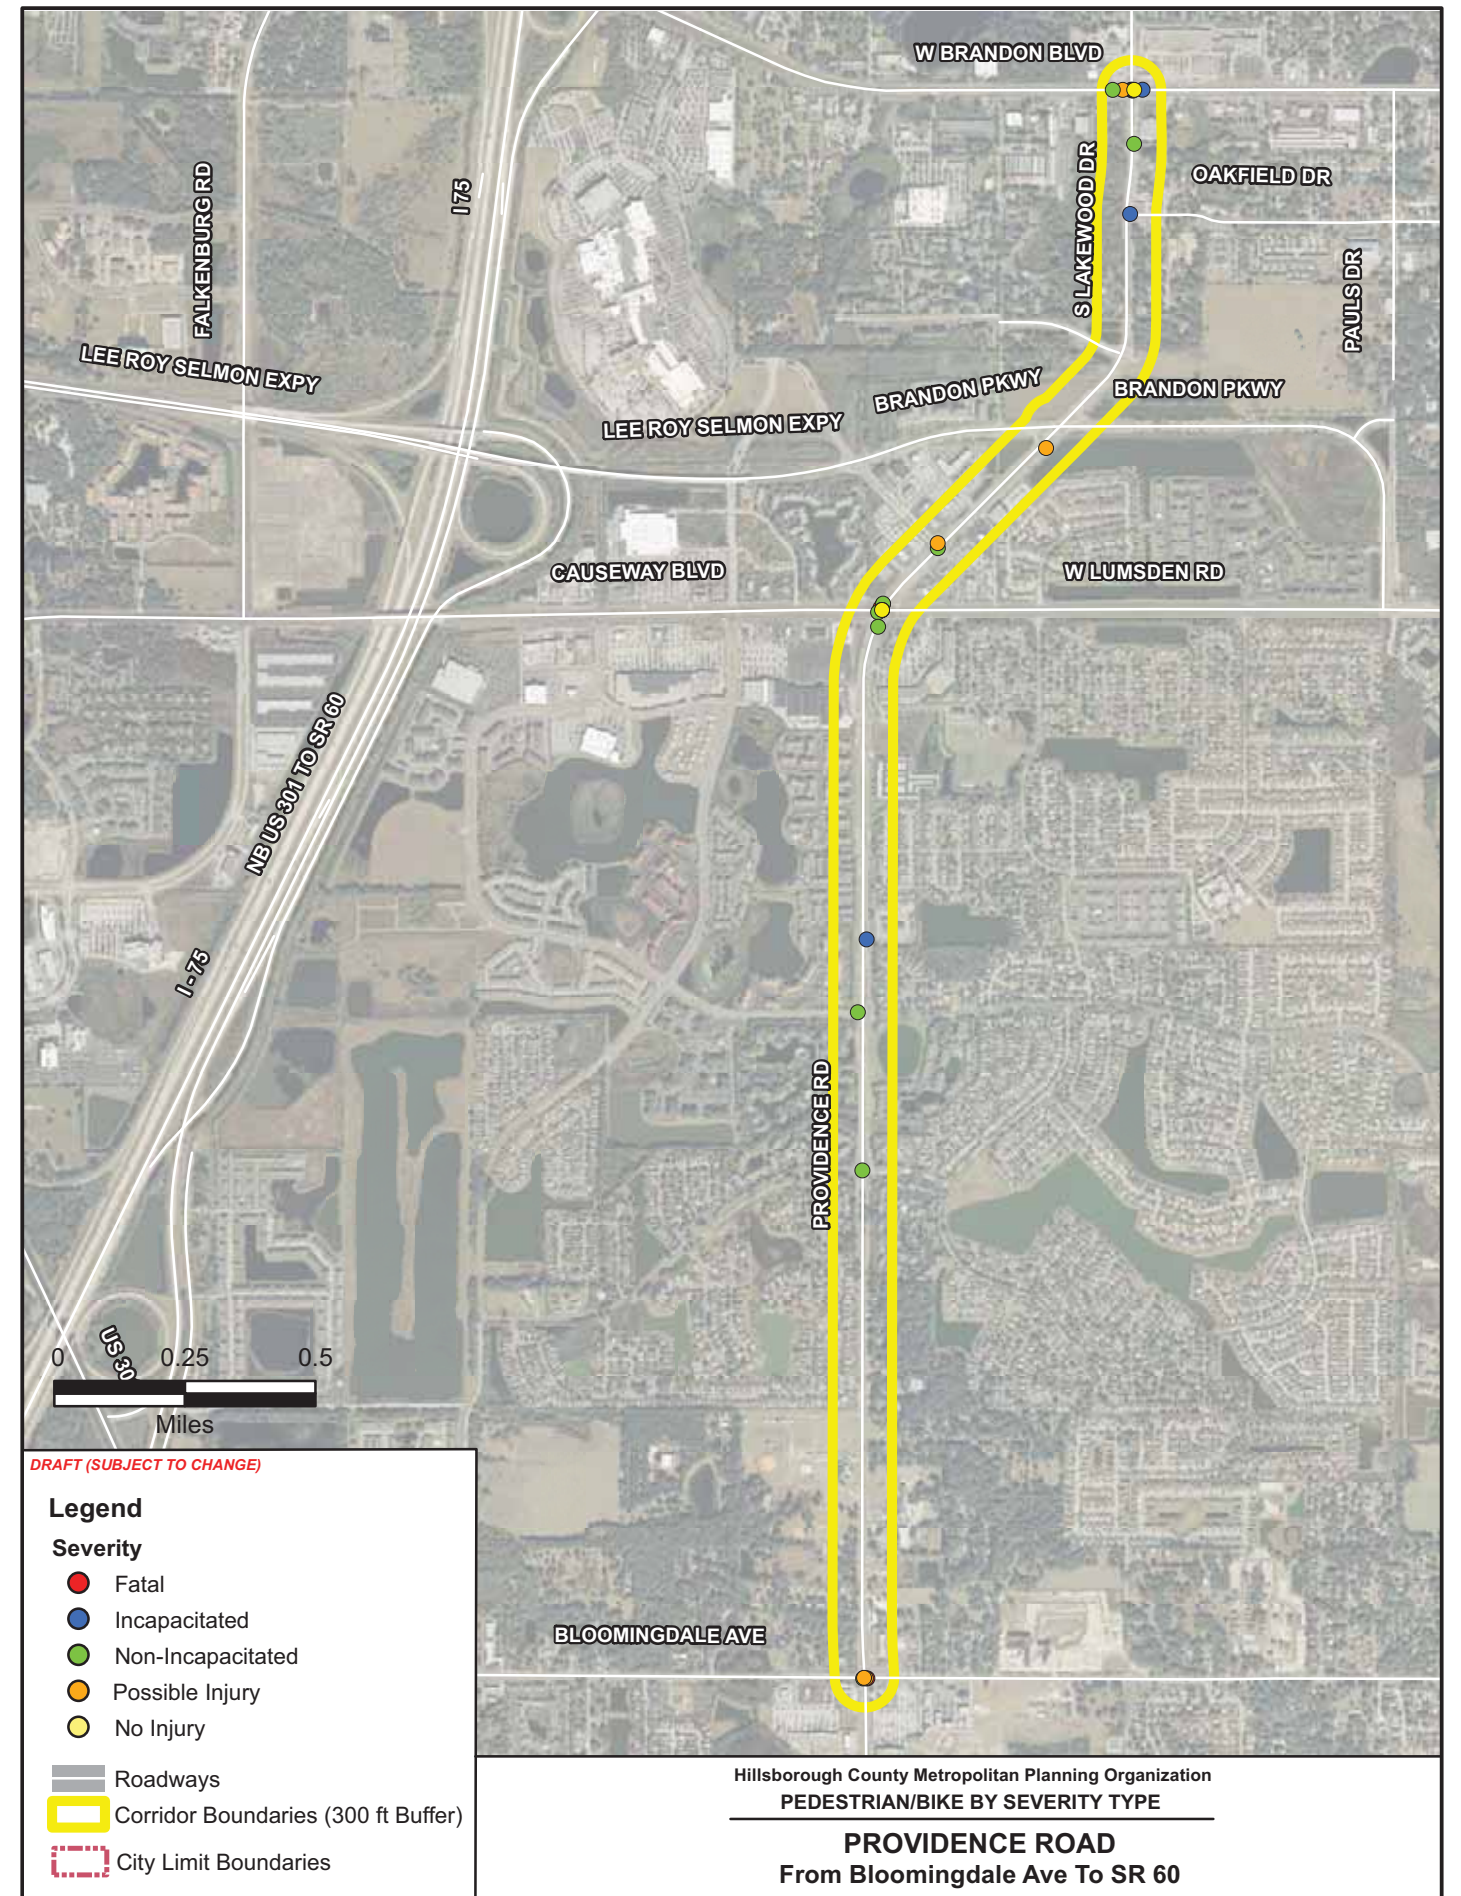 W BRANDON BLVD
S LAKEWOOD DR
OAKFIELD DR
FALKENBURG RD
I 75
PAULS DR
LEE ROY SELMON EXPY
BRANDON PKWY
BRANDON PKWY
LEE ROY SELMON EXPY
CAUSEWAY BLVD
W LUMSDEN RD
NB US 301 TO SR 60
I - 75
PROVIDENCE RD
US 30
0 0.25 0.5
Miles
BLOOMINGDALE AVE
DRAFT (SUBJECT TO CHANGE)
Legend
Severity
Fatal
Incapacitated
Non-Incapacitated
Possible Injury
No Injury
Roadways
Corridor Boundaries (300 ft Buffer)
City Limit Boundaries
Hillsborough County Metropolitan Planning Organization
PEDESTRIAN/BIKE BY SEVERITY TYPE
PROVIDENCE ROAD
From Bloomingdale Ave To SR 60